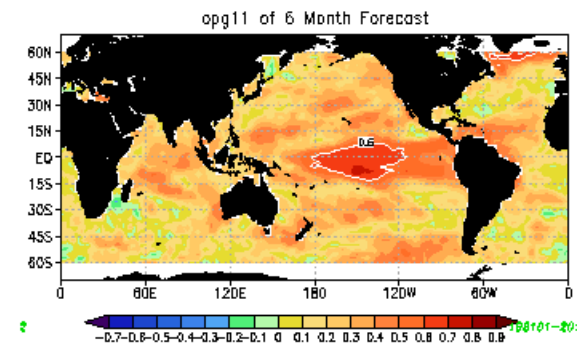 opg11 of 6 Month Forecast
60N
45N
30N
15N
EQ
15S
30S
45S
60S
0.6
0 60E 120E 180 120W 60W 0
-0.7-0.6-0.5-0.4-0.3-0.2-0.1 0 0.1 0.2 0.3 0.4 0.5 0.6 0.7 0.8 0.9